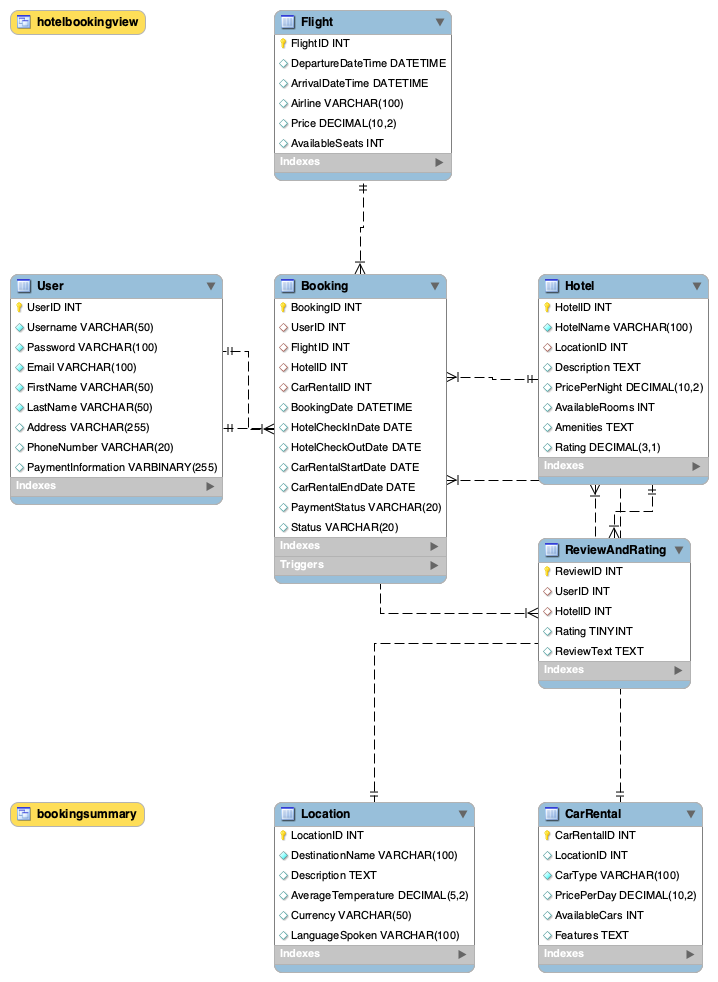 hotelbookingview
Flight
FlightID INT
DepartureDateTime DATETIME
ArrivalDateTime DATETIME
Airline VARCHAR(100)
Price DECIMAL(10,2)
AvailableSeats INT
Indexes
User
UserID INT
Username VARCHAR(50)
Password VARCHAR(100)
Email VARCHAR(100)
FirstName VARCHAR(50)
LastName VARCHAR(50)
Address VARCHAR(255)
PhoneNumber VARCHAR(20)
PaymentInformation VARBINARY(255)
Indexes
Booking
BookingID INT
UserID INT
FlightID INT
HotelID INT
CarRentalID INT
BookingDate DATETIME
HotelCheckInDate DATE
HotelCheckOutDate DATE
CarRentalStartDate DATE
CarRentalEndDate DATE
PaymentStatus VARCHAR(20)
Status VARCHAR(20)
Indexes
Triggers
Hotel
HotelID INT
HotelName VARCHAR(100)
LocationID INT
Description TEXT
PricePerNight DECIMAL(10,2)
AvailableRooms INT
Amenities TEXT
Rating DECIMAL(3,1)
Indexes
ReviewAndRating
ReviewID INT
UserID INT
HotelID INT
Rating TINYINT
ReviewText TEXT
Indexes
bookingsummary
Location
LocationID INT
DestinationName VARCHAR(100)
Description TEXT
AverageTemperature DECIMAL(5,2)
Currency VARCHAR(50)
LanguageSpoken VARCHAR(100)
Indexes
CarRental
CarRentalID INT
LocationID INT
CarType VARCHAR(100)
PricePerDay DECIMAL(10,2)
AvailableCars INT
Features TEXT
Indexes